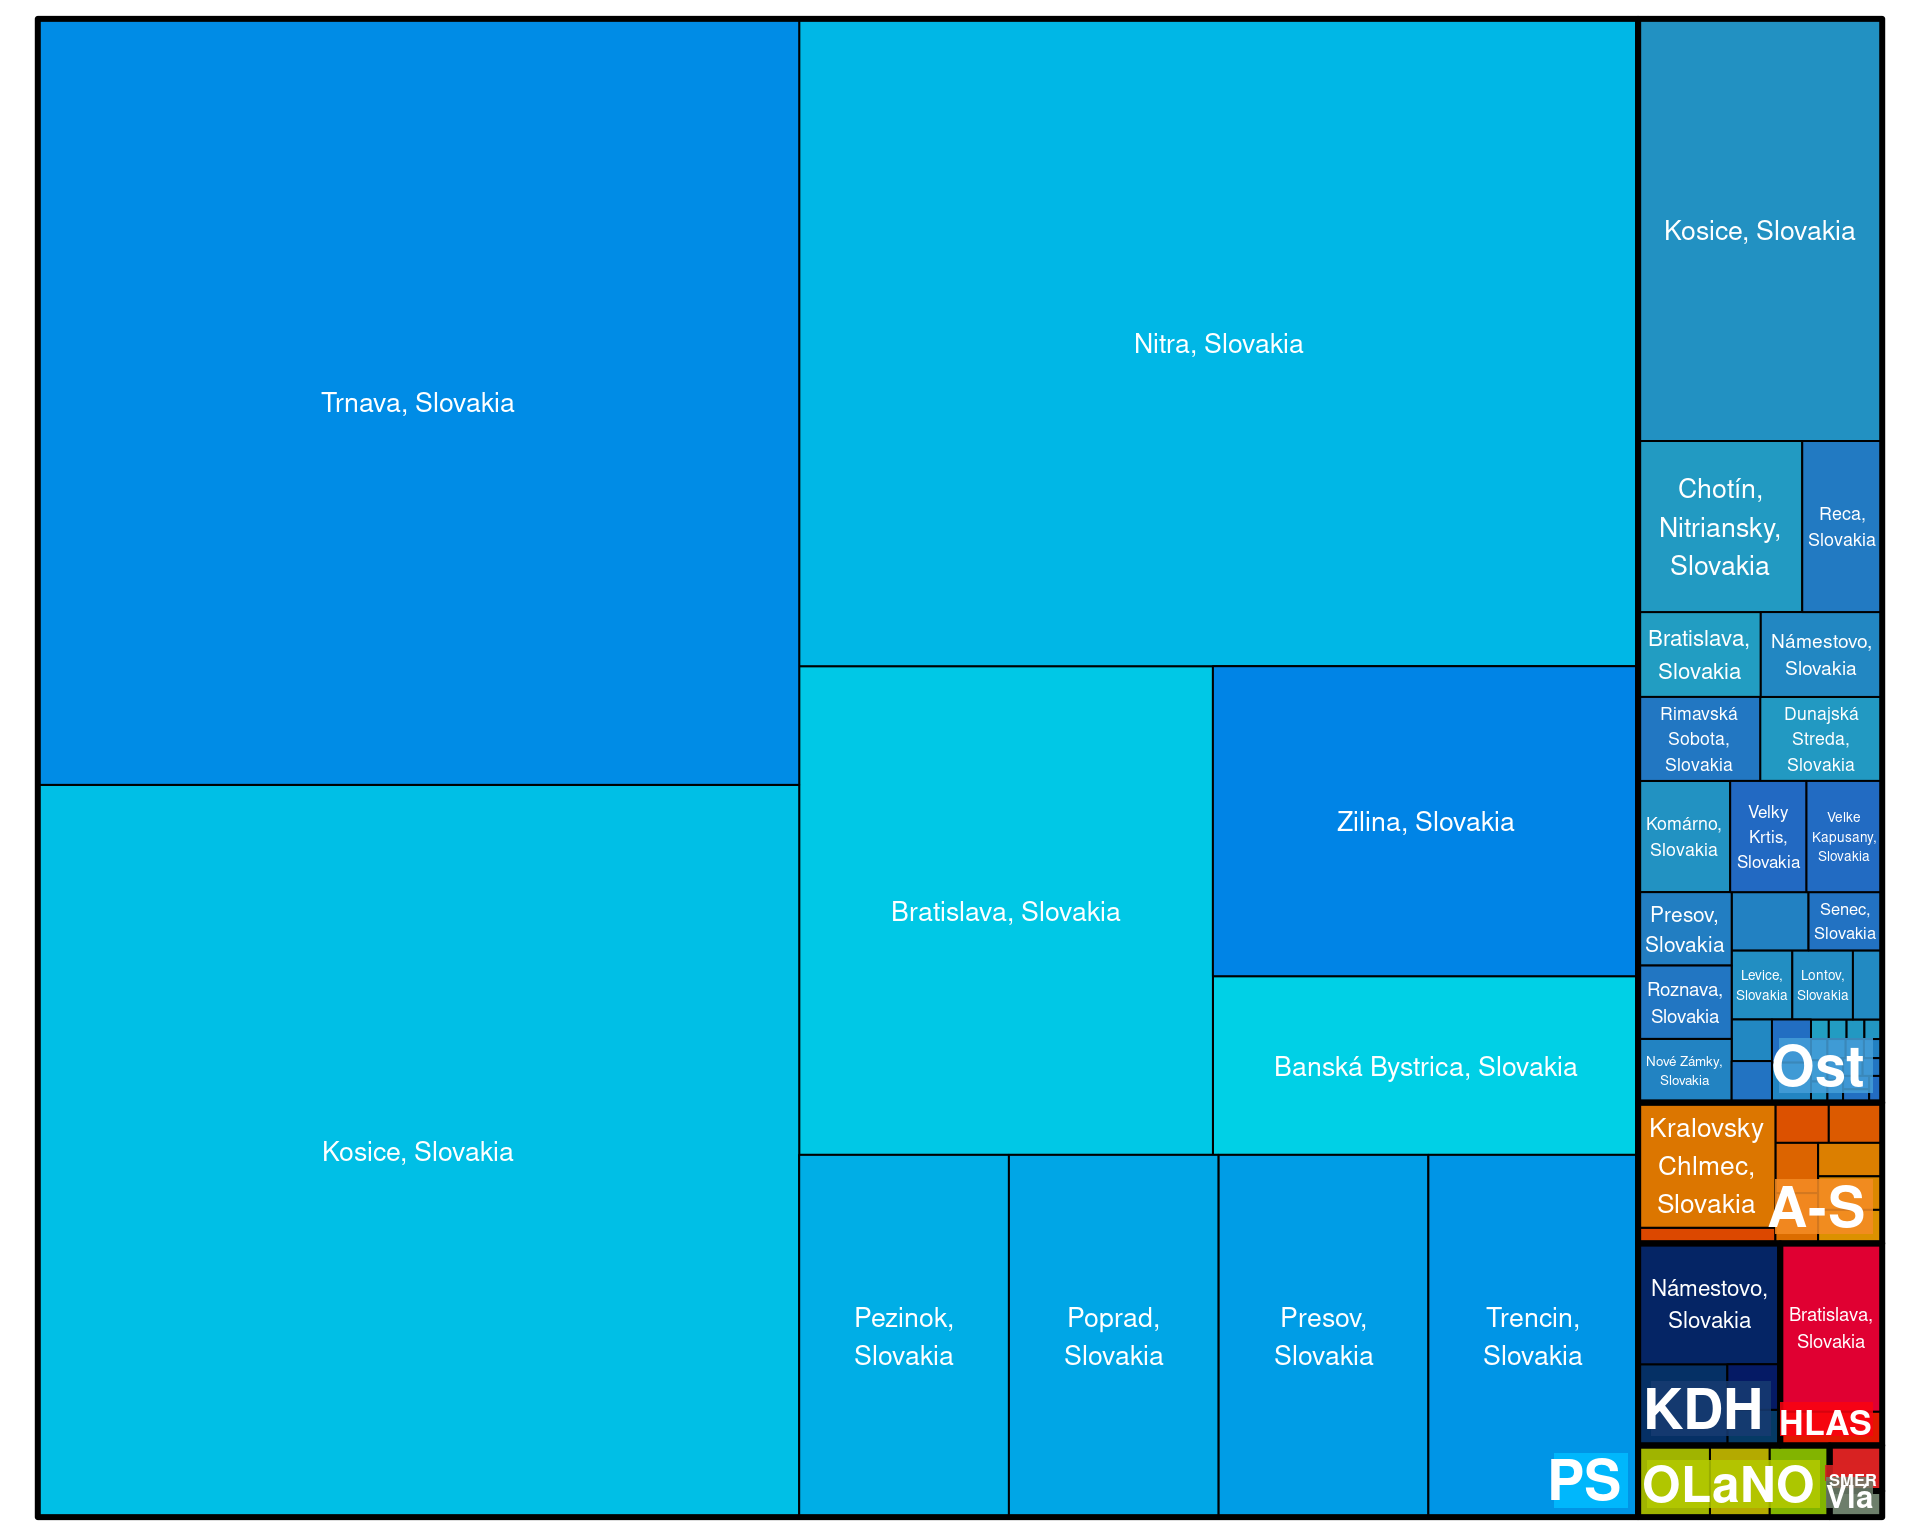 Trnava, Slovakia
Kosice, Slovakia
Nitra, Slovakia
Bratislava, Slovakia
Zilina, Slovakia
Banská Bystrica, Slovakia
Pezinok,
Slovakia
Poprad,
Slovakia
Presov,
Slovakia
Trencin,
Slovakia
PS
Kosice, Slovakia
Chotín,
Nitriansky,
Slovakia
Reca,
Slovakia
Bratislava,
Slovakia
Námestovo,
Slovakia
Rimavská
Sobota,
Slovakia
Dunajská
Streda,
Slovakia
Komárno,
Slovakia
Velky
Krtis,
Slovakia
Velke
Kapusany,
Slovakia
Presov,
Slovakia
Senec,
Slovakia
Roznava,
Slovakia
Levice,
Slovakia
Lontov,
Slovakia
Nové Zámky,
Slovakia
Ost
Kralovsky
Chlmec,
Slovakia
A-S
Námestovo,
Slovakia
KDH
Bratislava,
Slovakia
HLAS
OLaNO
SMER
Vlá